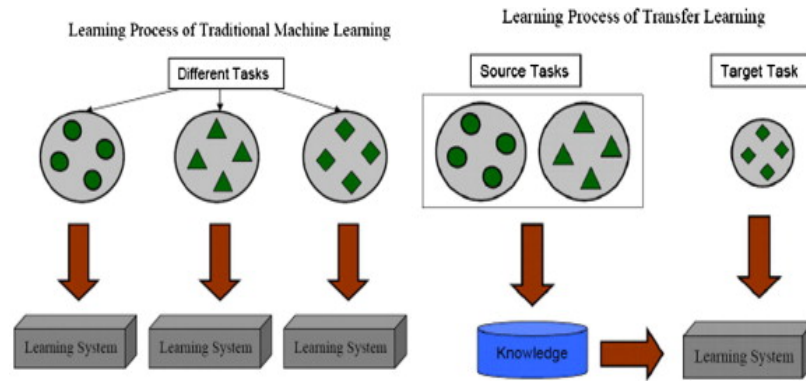 Learning Process of Traditional Machine Learning
Different Tasks
Learning System
Learning System
Learning System
Learning Process of Transfer Learning
Source Tasks
Target Task
Knowledge
Learning System